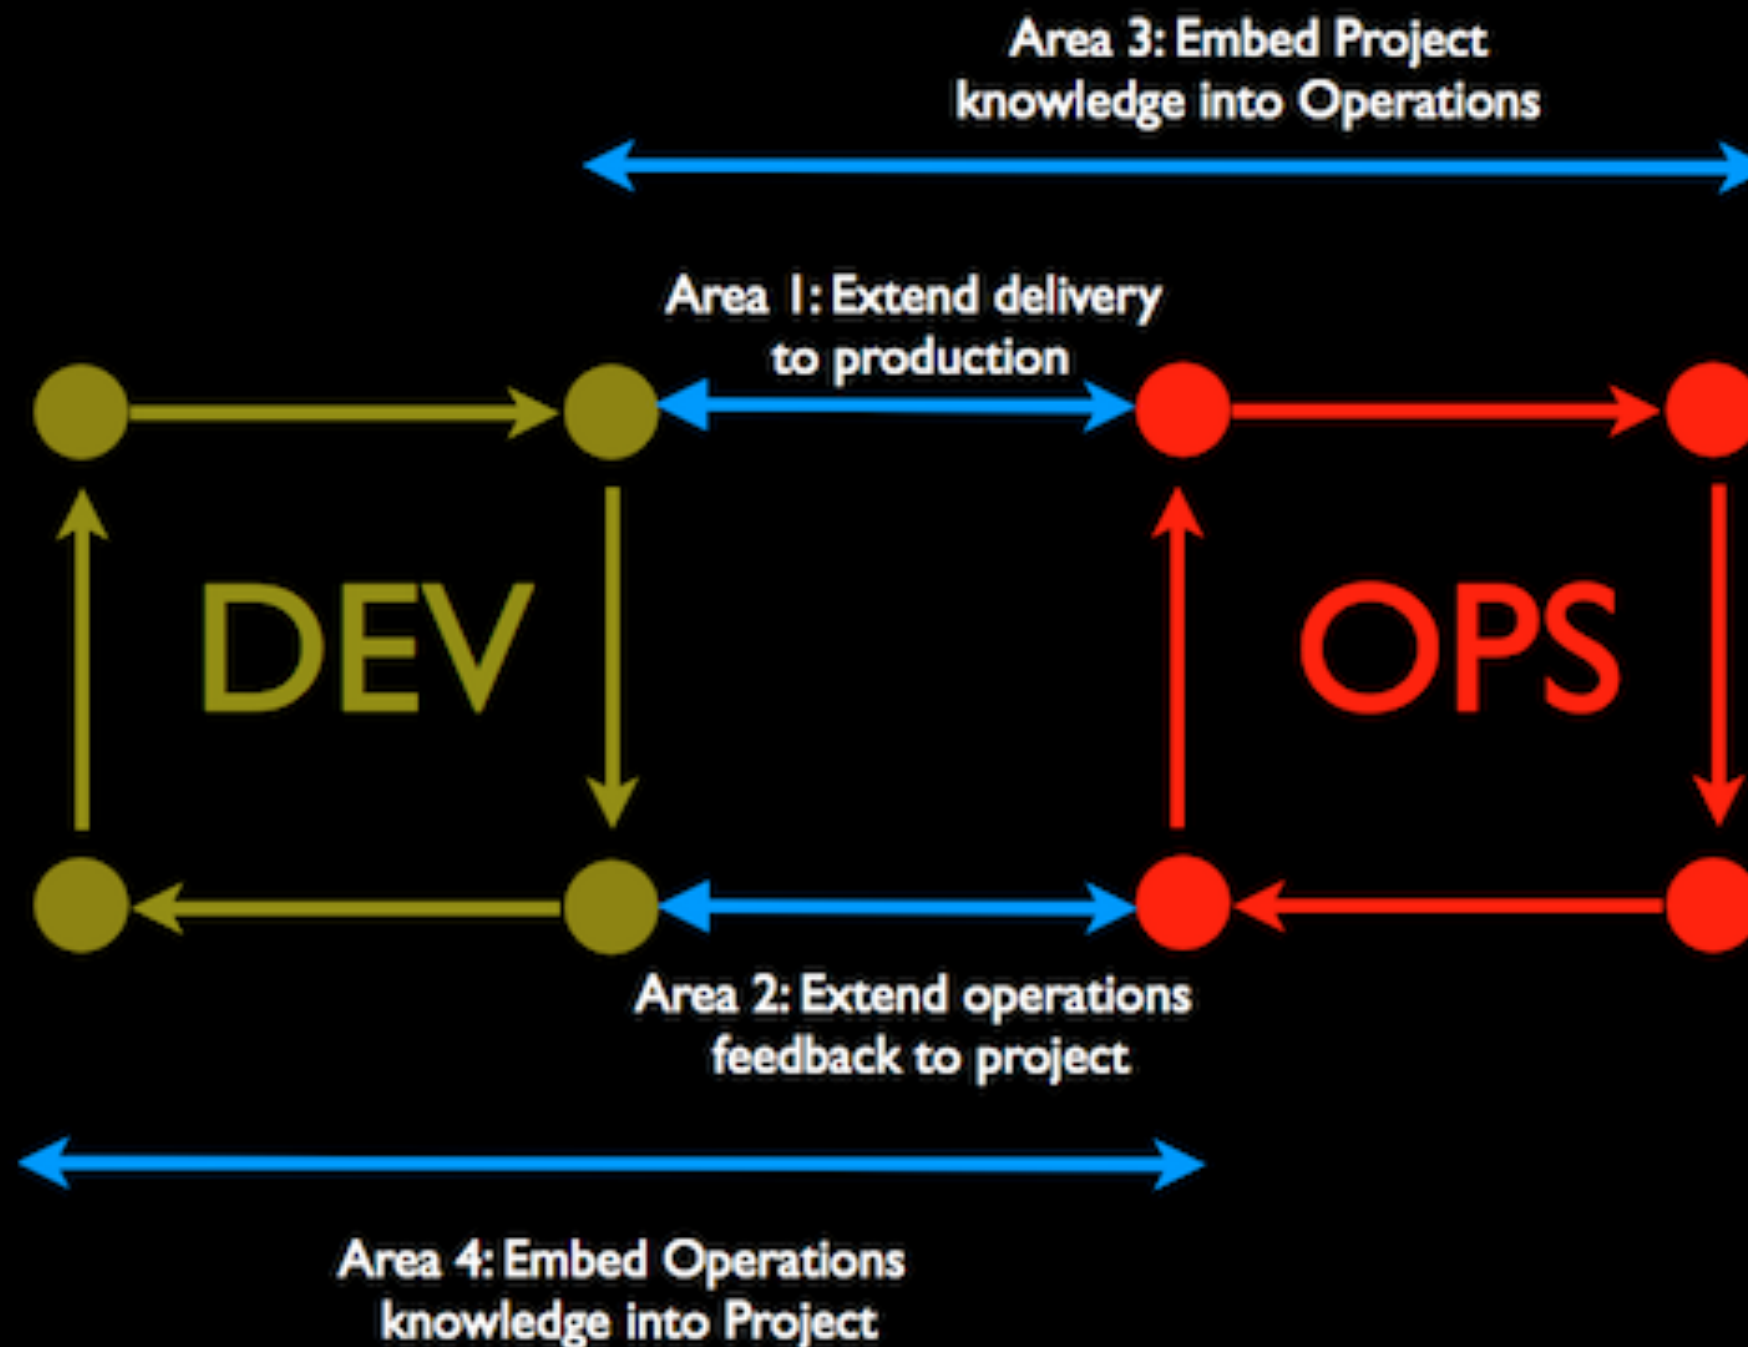 Area 3: Embed Project
knowledge into Operations
Area 1: Extend delivery
to production
DEV
OPS
Area 2: Extend operations
feedback to project
Area 4: Embed Operations
knowledge into Project